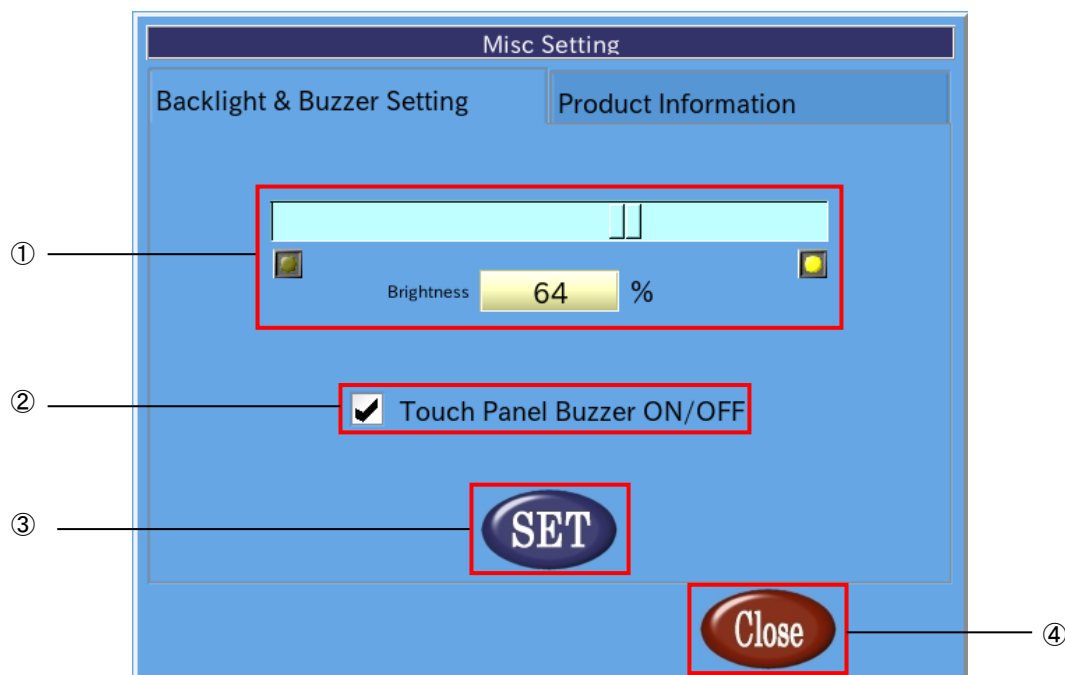 Misc Setting
Backlight & Buzzer Setting
Product Information
①
Brightness 64 %
②
Touch Panel Buzzer ON/OFF
③
SET
Close
④